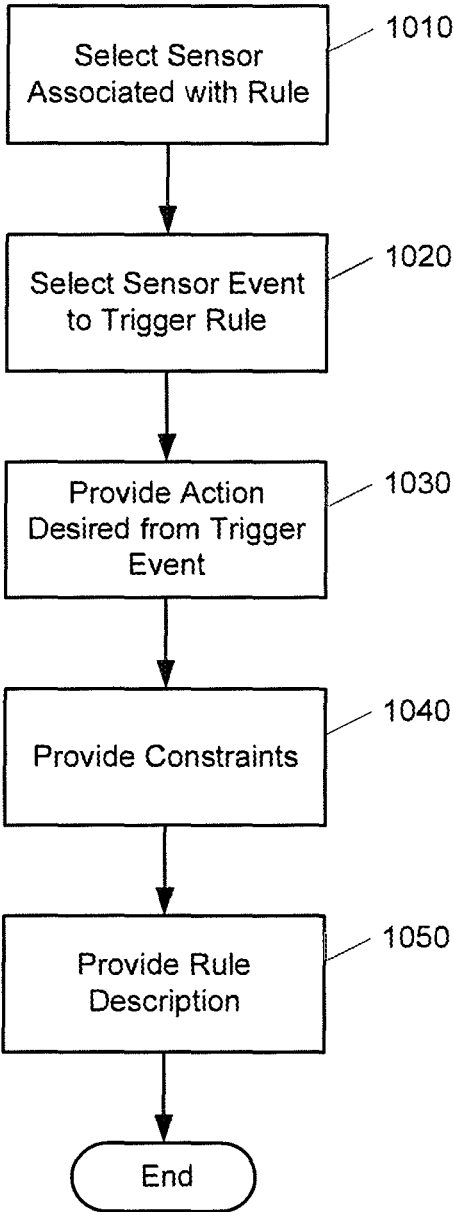 1010
Select Sensor
Associated with Rule
1020
Select Sensor Event
to Trigger Rule
1030
Provide Action
Desired from Trigger
Event
1040
Provide Constraints
1050
Provide Rule
Description
End